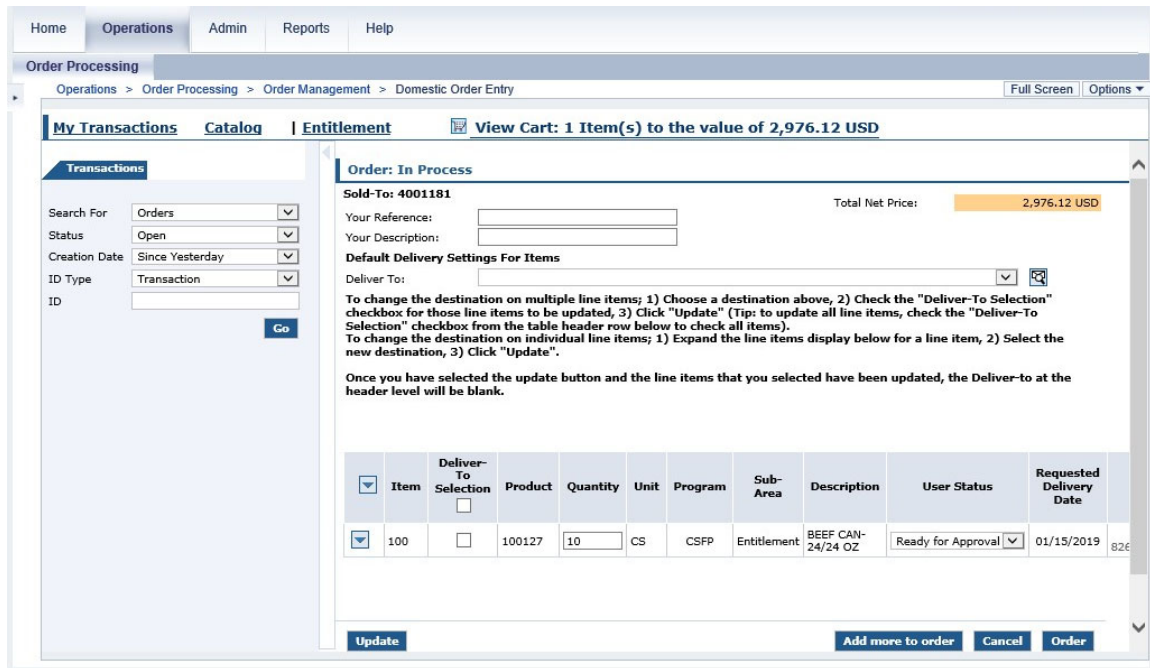 Home Operations Admin Reports Help
Order Processing
Operations > Order Processing > Order Management > Domestic Order Entry
Full Screen Options
My Transactions Catalog | Entitlement View Cart: 1 Item(s) to the value of 2,976.12 USD
Transactions
Search For Orders
Status Open
Creation Date Since Yesterday
ID Type Transaction
ID
Go
Order: In Process
Sold-To: 4001181
Total Net Price: 2,976.12 USD
Your Reference:
Your Description:
Default Delivery Settings For Items
Deliver To:
To change the destination on multiple line items; 1) Choose a destination above, 2) Check the "Deliver-To Selection"
checkbox for those line items to be updated, 3) Click "Update" (Tip: to update all line items, check the "Deliver-To
Selection" checkbox from the table header row below to check all items).
To change the destination on individual line items; 1) Expand the line items display below for a line item, 2) Select the
new destination, 3) Click "Update".
Once you have selected the update button and the line items that you selected have been updated, the Deliver-to at the
header level will be blank.
Item Deliver-To Selection Product Quantity Unit Program Sub-Area Description User Status Requested Delivery Date
100 100127 10 CS CSFP Entitlement BEEF CAN-24/24 OZ Ready for Approval 01/15/2019 826
Update Add more to order Cancel Order